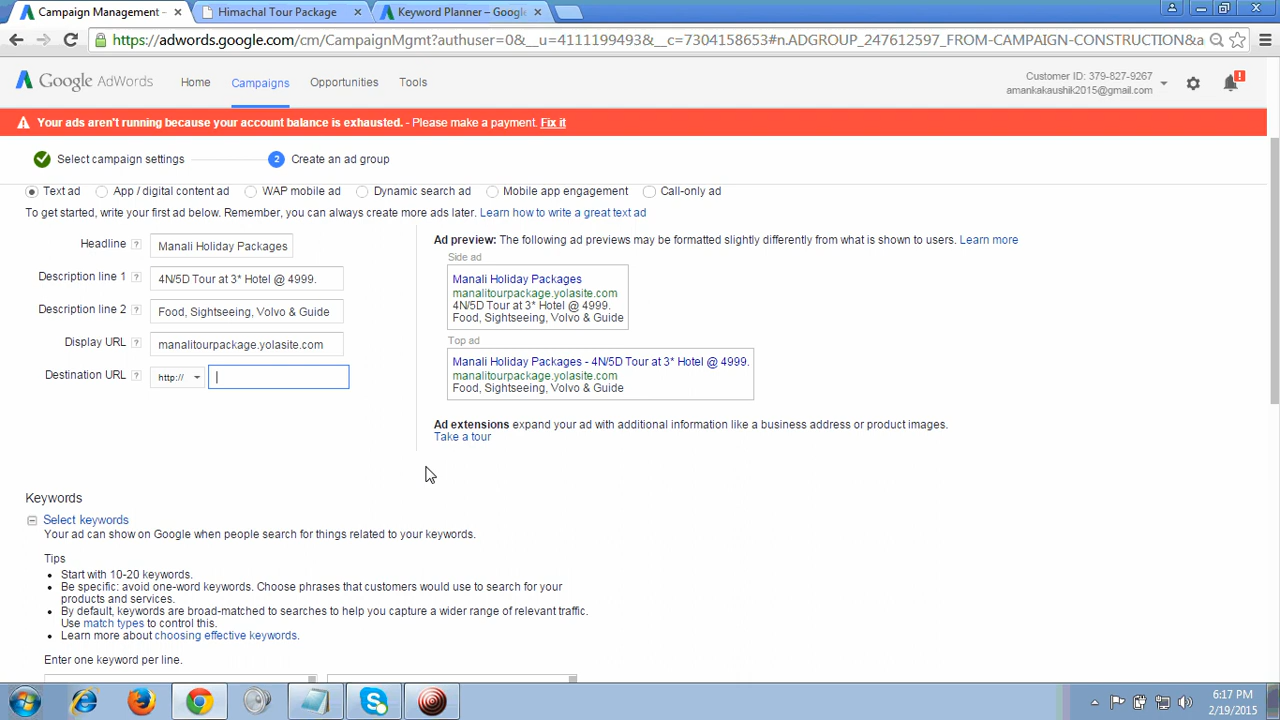 Campaign Management -
Himachal Tour Package
Keyword Planner – Google
https://adwords.google.com/cm/CampaignMgmt?authuser=0&__u=4111199493&__c=7304158653#n.ADGROUP_247612597_FROM-CAMPAIGN-CONSTRUCTION&a
Google AdWords
Home
Campaigns
Opportunities
Tools
Customer ID: 379-827-9267
amankakaushik2015@gmail.com
Your ads aren't running because your account balance is exhausted. - Please make a payment. Fix it
Select campaign settings
2 Create an ad group
Text ad
App / digital content ad
WAP mobile ad
Dynamic search ad
Mobile app engagement
Call-only ad
To get started, write your first ad below. Remember, you can always create more ads later. Learn how to write a great text ad
Headline ? Manali Holiday Packages
Description line 1 ? 4N/5D Tour at 3* Hotel @ 4999.
Description line 2 ? Food, Sightseeing, Volvo & Guide
Display URL ? manalitourpackage.yolasite.com
Destination URL ? http://
Ad preview: The following ad previews may be formatted slightly differently from what is shown to users. Learn more
Side ad
Manali Holiday Packages
manalitourpackage.yolasite.com
4N/5D Tour at 3* Hotel @ 4999.
Food, Sightseeing, Volvo & Guide
Top ad
Manali Holiday Packages - 4N/5D Tour at 3* Hotel @ 4999.
manalitourpackage.yolasite.com
Food, Sightseeing, Volvo & Guide
Ad extensions expand your ad with additional information like a business address or product images.
Take a tour
Keywords
Select keywords
Your ad can show on Google when people search for things related to your keywords.
Tips
Start with 10-20 keywords.
Be specific: avoid one-word keywords. Choose phrases that customers would use to search for your
products and services.
By default, keywords are broad-matched to searches to help you capture a wider range of relevant traffic.
Use match types to control this.
Learn more about choosing effective keywords.
Enter one keyword per line.
6:17 PM
2/19/2015